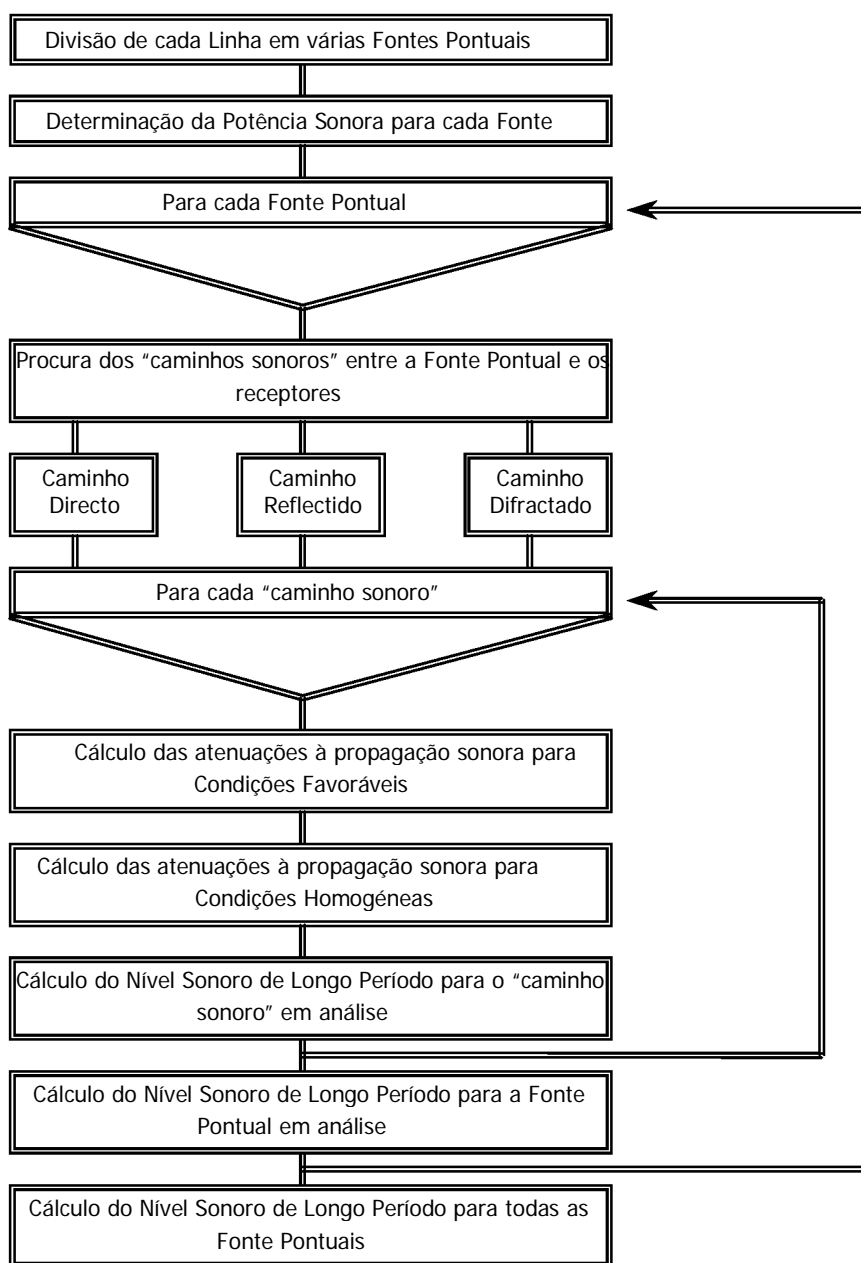 Divisão de cada Linha em várias Fontes Pontuais
Determinação da Potência Sonora para cada Fonte
Para cada Fonte Pontual
Procura dos “caminhos sonoros” entre a Fonte Pontual e os
receptores
Caminho
Directo
Caminho
Reflectido
Caminho
Difractado
Para cada “caminho sonoro”
Cálculo das atenuações à propagação sonora para
Condições Favoráveis
Cálculo das atenuações à propagação sonora para
Condições Homogéneas
Cálculo do Nível Sonoro de Longo Período para o “caminho
sonoro” em análise
Cálculo do Nível Sonoro de Longo Período para a Fonte
Pontual em análise
Cálculo do Nível Sonoro de Longo Período para todas as
Fonte Pontuais